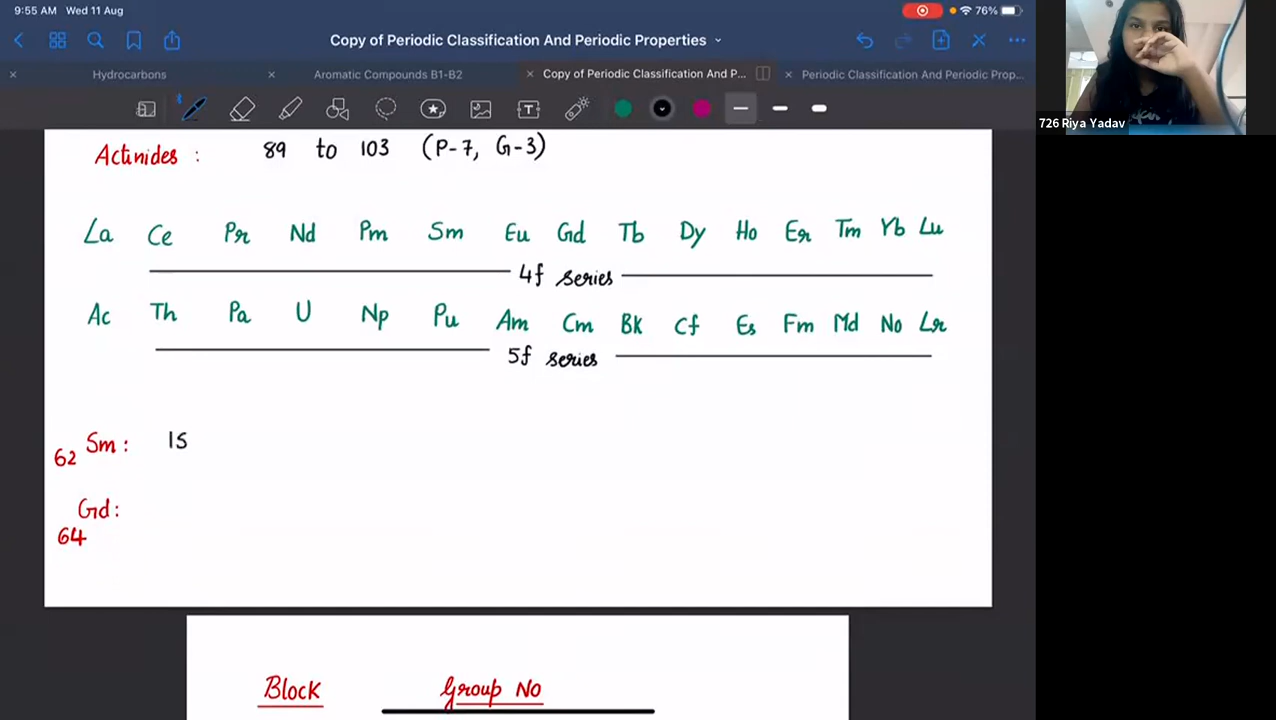 9:55 AM Wed 11 Aug
76%
Copy of Periodic Classification And Periodic Properties
Hydrocarbons
Aromatic Compounds B1-B2
Copy of Periodic Classification And P...
Periodic Classification And Periodic Prop...
726 Riya Yadav
Actinides : 89 to 103 (P-7, G-3)
La Ce Pr Nd Pm Sm Eu Gd Tb Dy Ho Er Tm Yb Lu
4f series
Ac Th Pa U Np Pu Am Cm Bk Cf Es Fm Md No Lr
5f series
62 Sm: 1S
Gd:
64
Block Group No